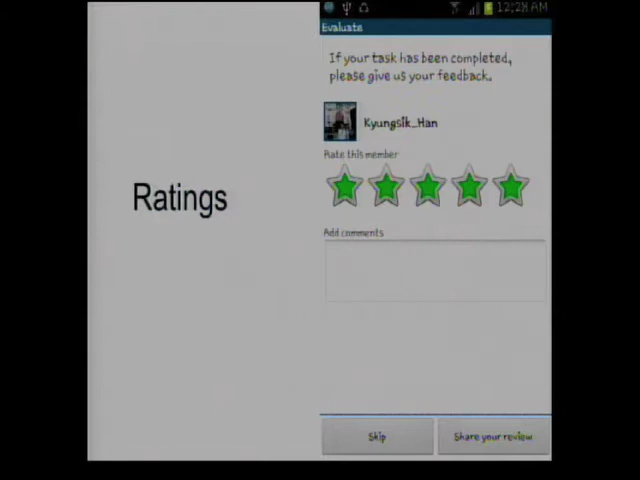 Ratings
12:28 AM
Evaluate
If your task has been completed,
please give us your feedback.
Kyungsik_Han
Rate this member
Add comments
Skip
Share your review